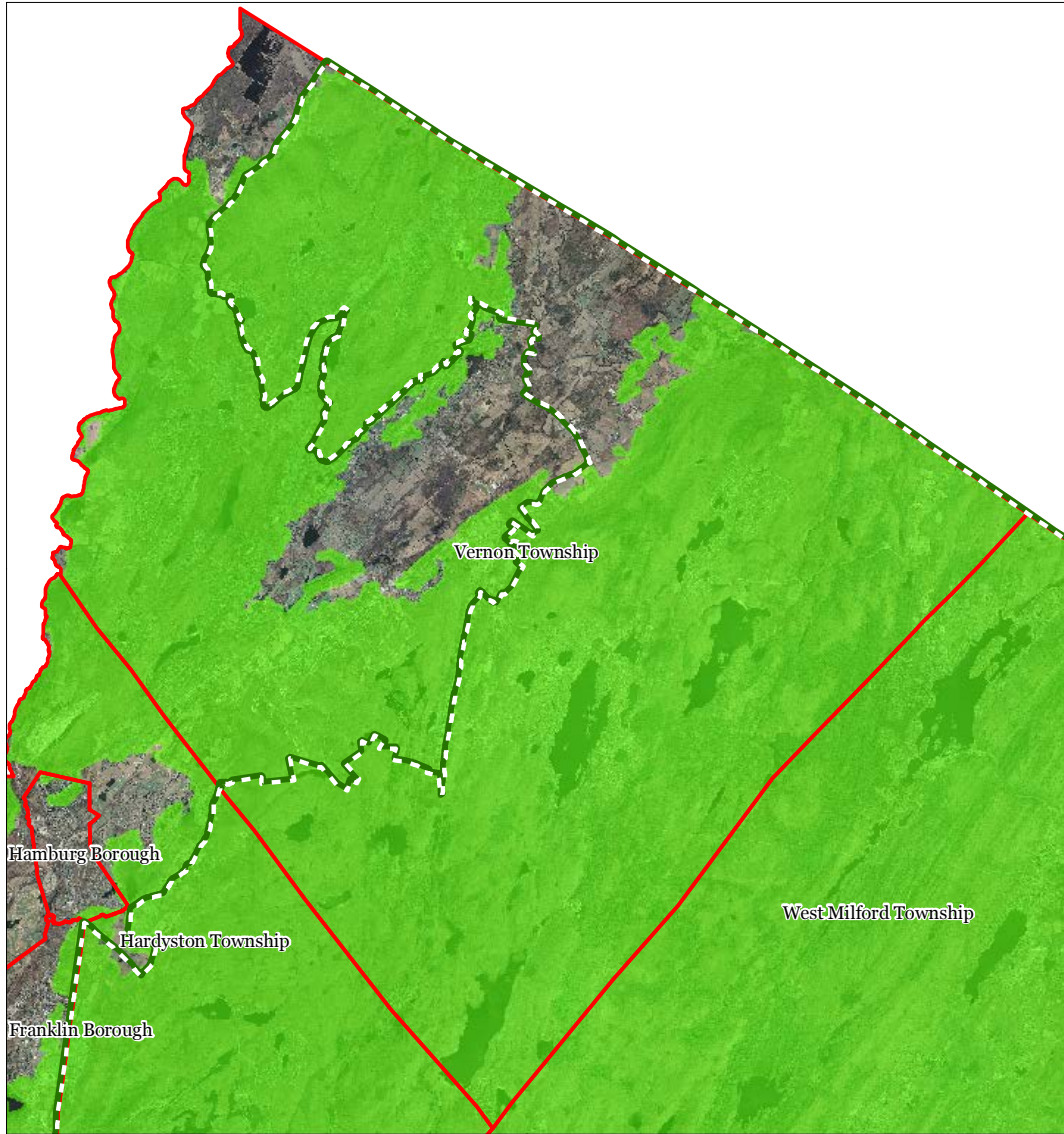 Vernon Township
Hamburg Borough
West Milford Township
Hardyston Township
Franklin Borough